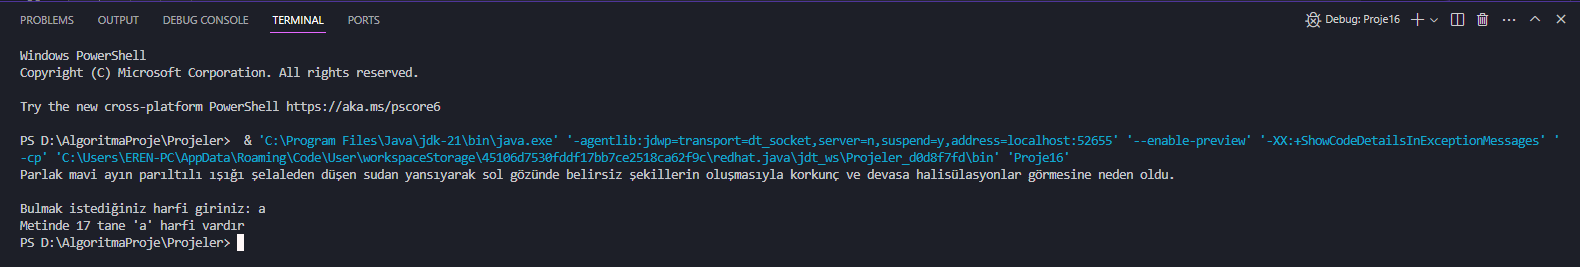 PROBLEMS OUTPUT DEBUG CONSOLE TERMINAL PORTS Debug: Proje16
Windows PowerShell
Copyright (C) Microsoft Corporation. All rights reserved.
Try the new cross-platform PowerShell https://aka.ms/pscore6
PS D:\AlgoritmaProje\Projeler> & 'C:\Program Files\Java\jdk-21\bin\java.exe' '-agentlib:jdwp=transport=dt_socket,server=n,suspend=y,address=localhost:52655' '--enable-preview' '-XX:+ShowCodeDetailsInExceptionMessages' '
-cp' 'C:\Users\EREN-PC\AppData\Roaming\Code\User\workspaceStorage\45106d7530fddf17bb7ce2518ca62f9c\redhat.java\jdt_ws\Projeler_d0d8f7fd\bin' 'Proje16'
Parlak mavi ayın parıltılı ışığı şelaleden düşen sudan yansıyarak sol gözünde belirsiz şekillerin oluşmasıyla korkunç ve devasa halisülasyonlar görmesine neden oldu.
Bulmak istediğiniz harfi giriniz: a
Metinde 17 tane 'a' harfi vardır
PS D:\AlgoritmaProje\Projeler>